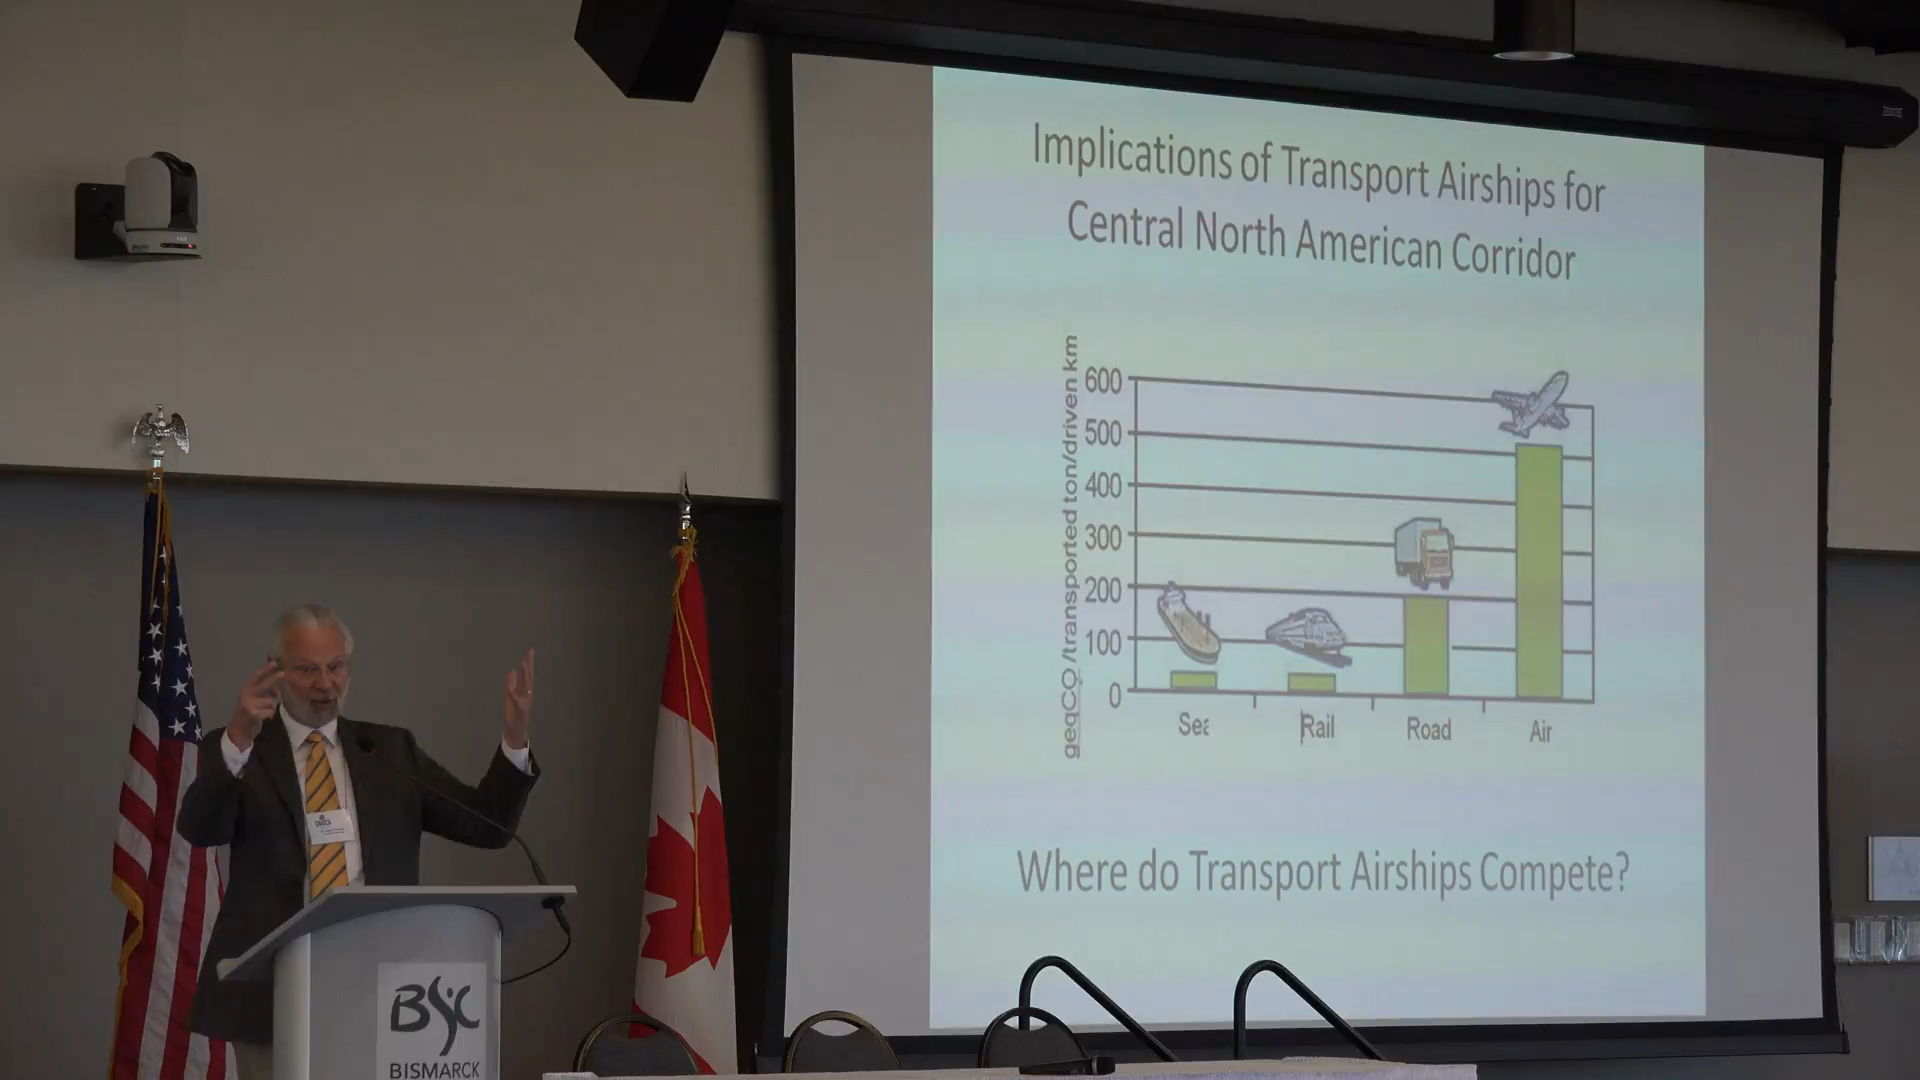 Implications of Transport Airships for
Central North American Corridor
geqCO /transported ton/driven km
600
500
400
300
200
100
0
Sea
Rail
Road
Air
Where do Transport Airships Compete?
BSC
BISMARCK